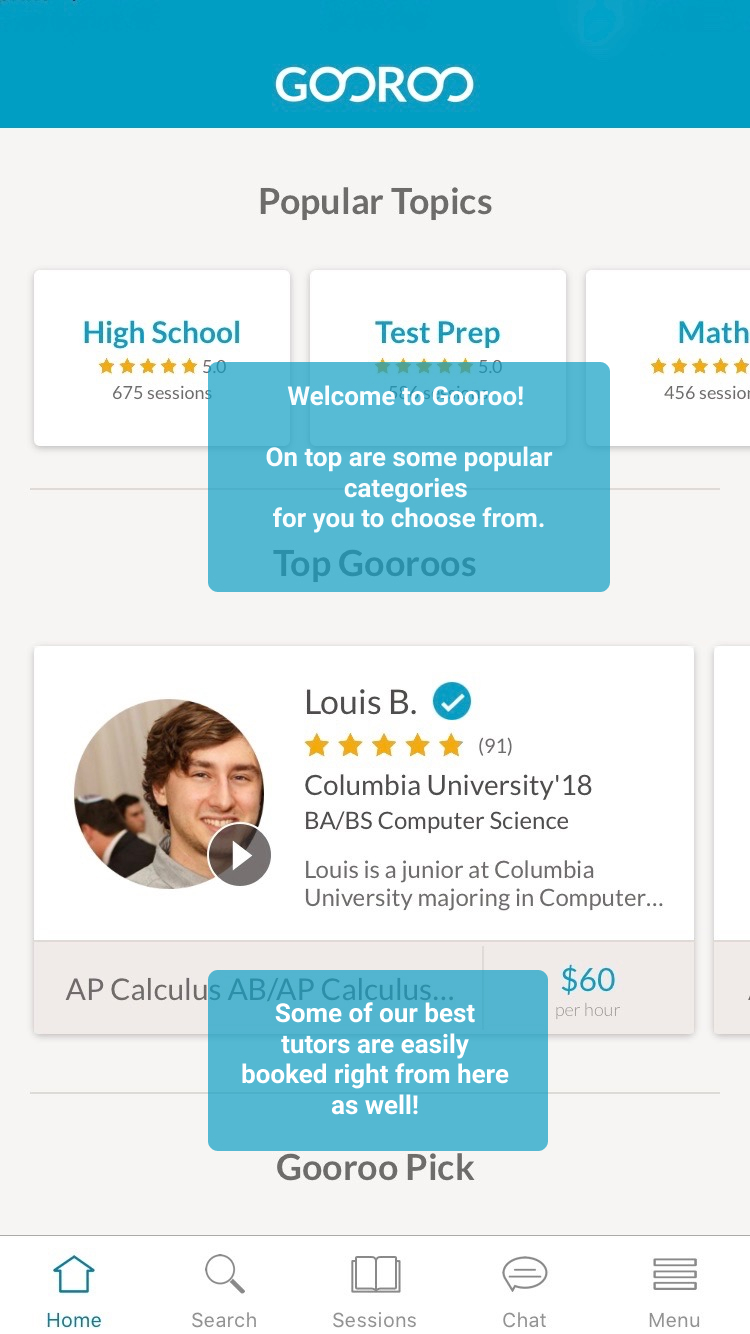 GOOROO
Popular Topics
High School
Test Prep
Math
5.0
5.0
675 sessions
586 sessions
456 sessior
Welcome to Gooroo!
On top are some popular
categories
for you to choose from.
Top Gooroos
Louis B.
(91)
Columbia University'18
BA/BS Computer Science
Louis is a junior at Columbia
University majoring in Computer...
AP Calculus AB/AP Calculus...
$60
per hour
Some of our best
tutors are easily
booked right from here
as well!
Gooroo Pick
Home
Search
Sessions
Chat
Menu